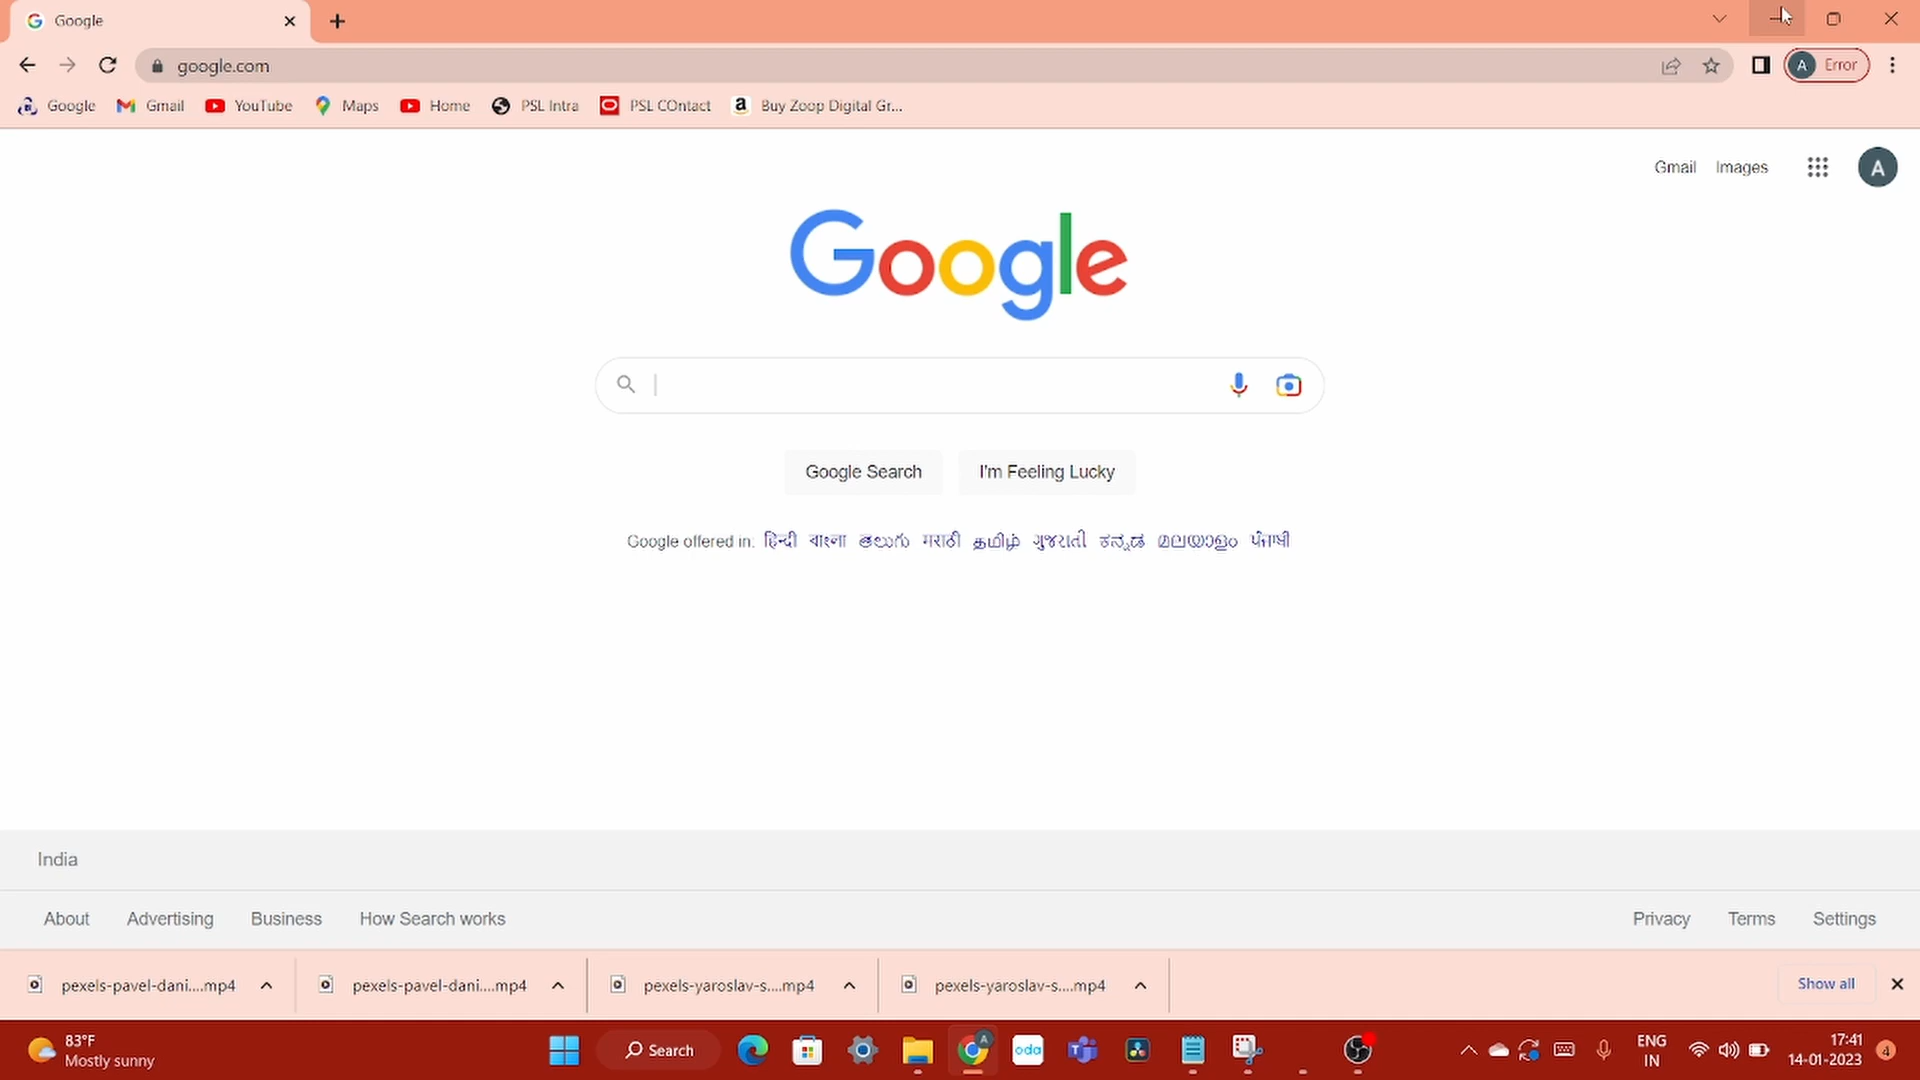 Google
google.com
Error
Google Gmail YouTube Maps Home PSL Intra PSL COntact Buy Zoop Digital Gr...
Gmail Images A
Google
Google Search I'm Feeling Lucky
Google offered in: हिन्दी বাংলা తెలుగు मराठी தமிழ் ગુજરાતી ಕನ್ನಡ മലയാളം ਪੰਜਾਬੀ
India
About Advertising Business How Search works Privacy Terms Settings
pexels-pavel-dani....mp4 pexels-pavel-dani....mp4 pexels-yaroslav-s....mp4 pexels-yaroslav-s....mp4 Show all
83°F
Mostly sunny
Search
oda
ENG
IN
17:41
14-01-2023
4